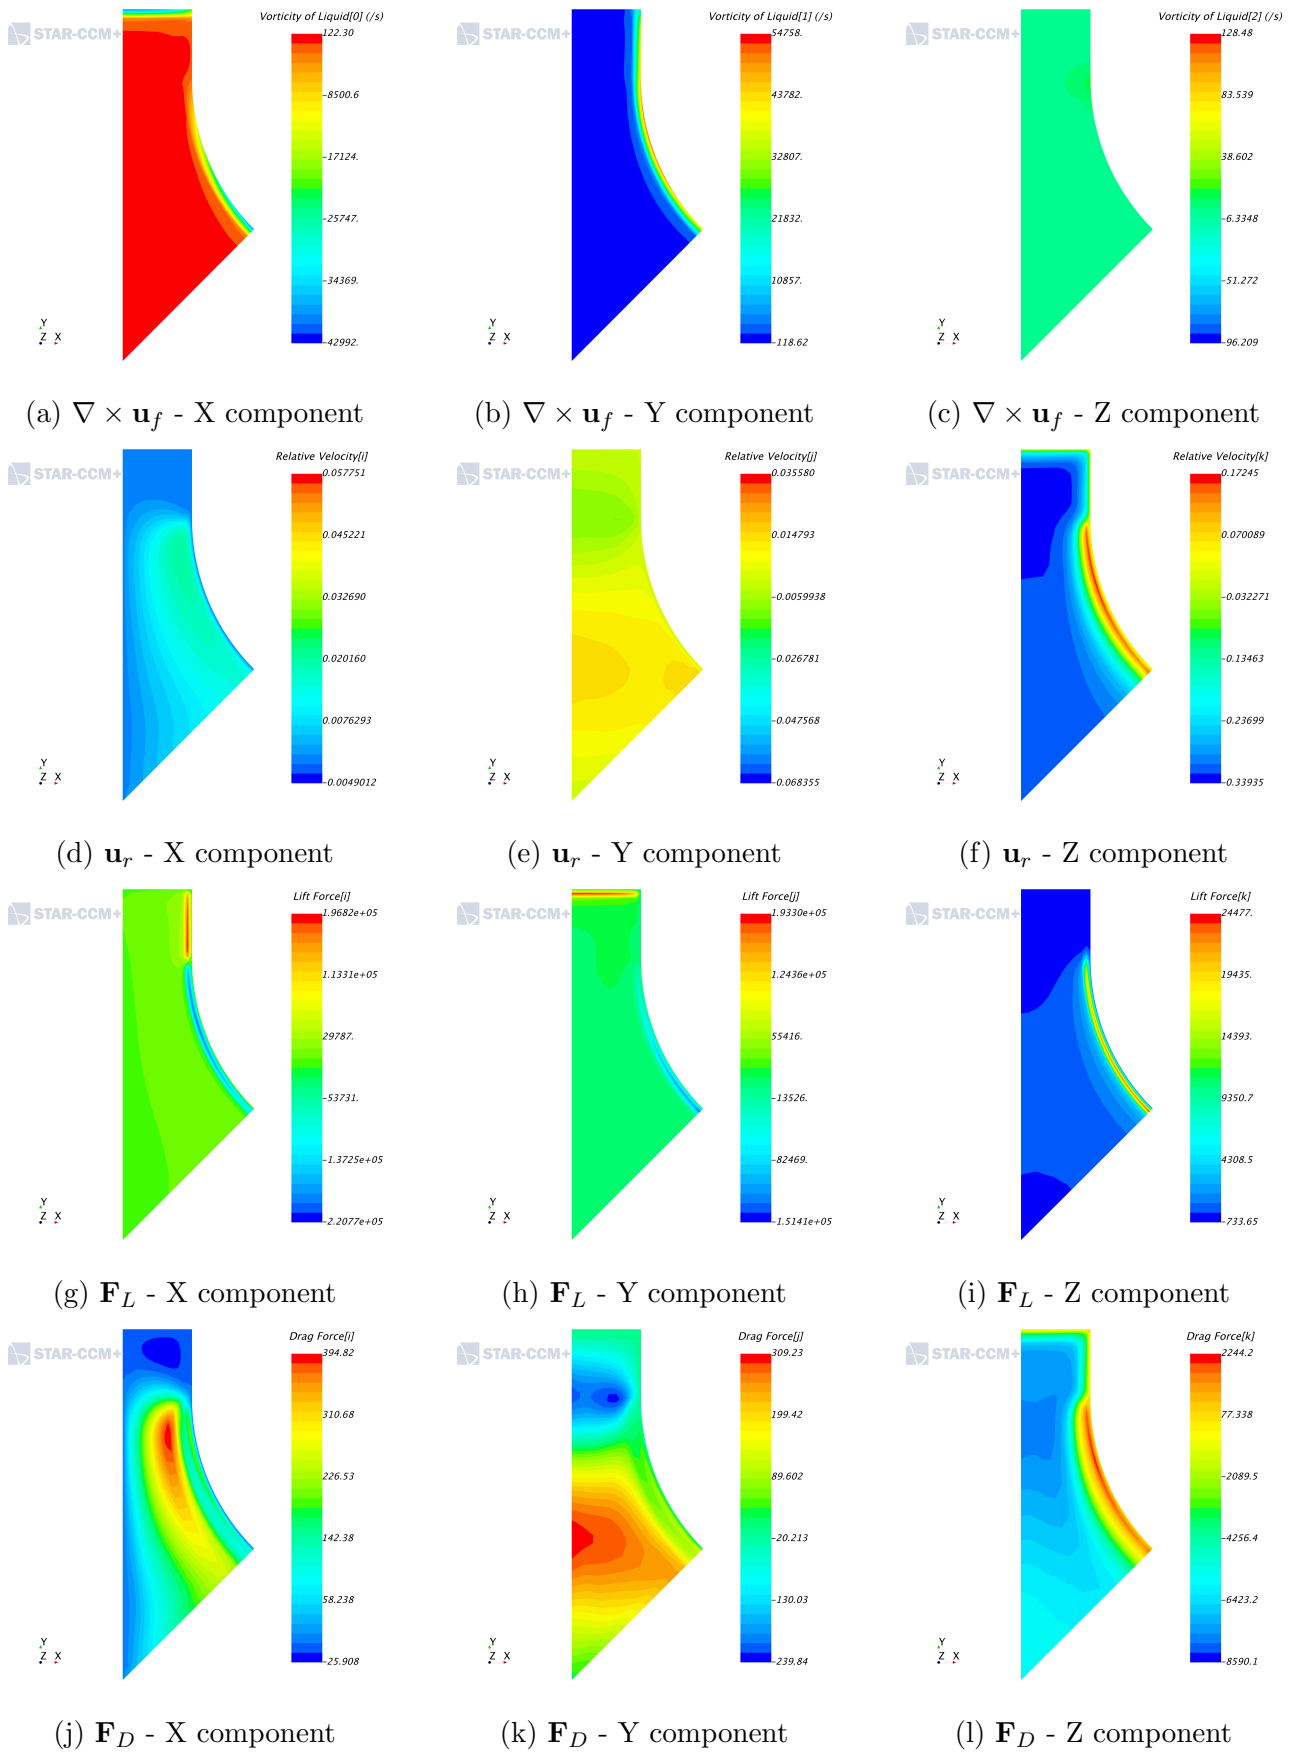 Vorticity of Liquid[0] (/s)
STAR-CCM+
122.30
-8500.6
-17124.
-25747.
-34369.
-42992.
Y
Z X
(a) ∇ × u_f - X component
Vorticity of Liquid[1] (/s)
STAR-CCM+
54758.
43782.
32807.
21832.
10857.
-118.62
Y
Z X
(b) ∇ × u_f - Y component
Vorticity of Liquid[2] (/s)
STAR-CCM+
128.48
83.539
38.602
-6.3348
-51.272
-96.209
Y
Z X
(c) ∇ × u_f - Z component
Relative Velocity[i]
STAR-CCM+
0.057751
0.045221
0.032690
0.020160
0.0076293
-0.0049012
Y
Z X
(d) u_r - X component
Relative Velocity[j]
STAR-CCM+
0.035580
0.014793
-0.0059938
-0.026781
-0.047568
-0.068355
Y
Z X
(e) u_r - Y component
Relative Velocity[k]
STAR-CCM+
0.17245
0.070089
-0.032271
-0.13463
-0.23699
-0.33935
Y
Z X
(f) u_r - Z component
Lift Force[i]
STAR-CCM+
1.9682e+05
1.1331e+05
29787.
-53731.
-1.3725e+05
-2.2077e+05
Y
Z X
(g) F_L - X component
Lift Force[j]
STAR-CCM+
1.9330e+05
1.2436e+05
55416.
-13526.
-82469.
-1.5141e+05
Y
Z X
(h) F_L - Y component
Lift Force[k]
STAR-CCM+
24477.
19435.
14393.
9350.7
4308.5
-733.65
Y
Z X
(i) F_L - Z component
Drag Force[i]
STAR-CCM+
394.82
310.68
226.53
142.38
58.238
-25.908
Y
Z X
(j) F_D - X component
Drag Force[j]
STAR-CCM+
309.23
199.42
89.602
-20.213
-130.03
-239.84
Y
Z X
(k) F_D - Y component
Drag Force[k]
STAR-CCM+
2244.2
77.338
-2089.5
-4256.4
-6423.2
-8590.1
Y
Z X
(l) F_D - Z component